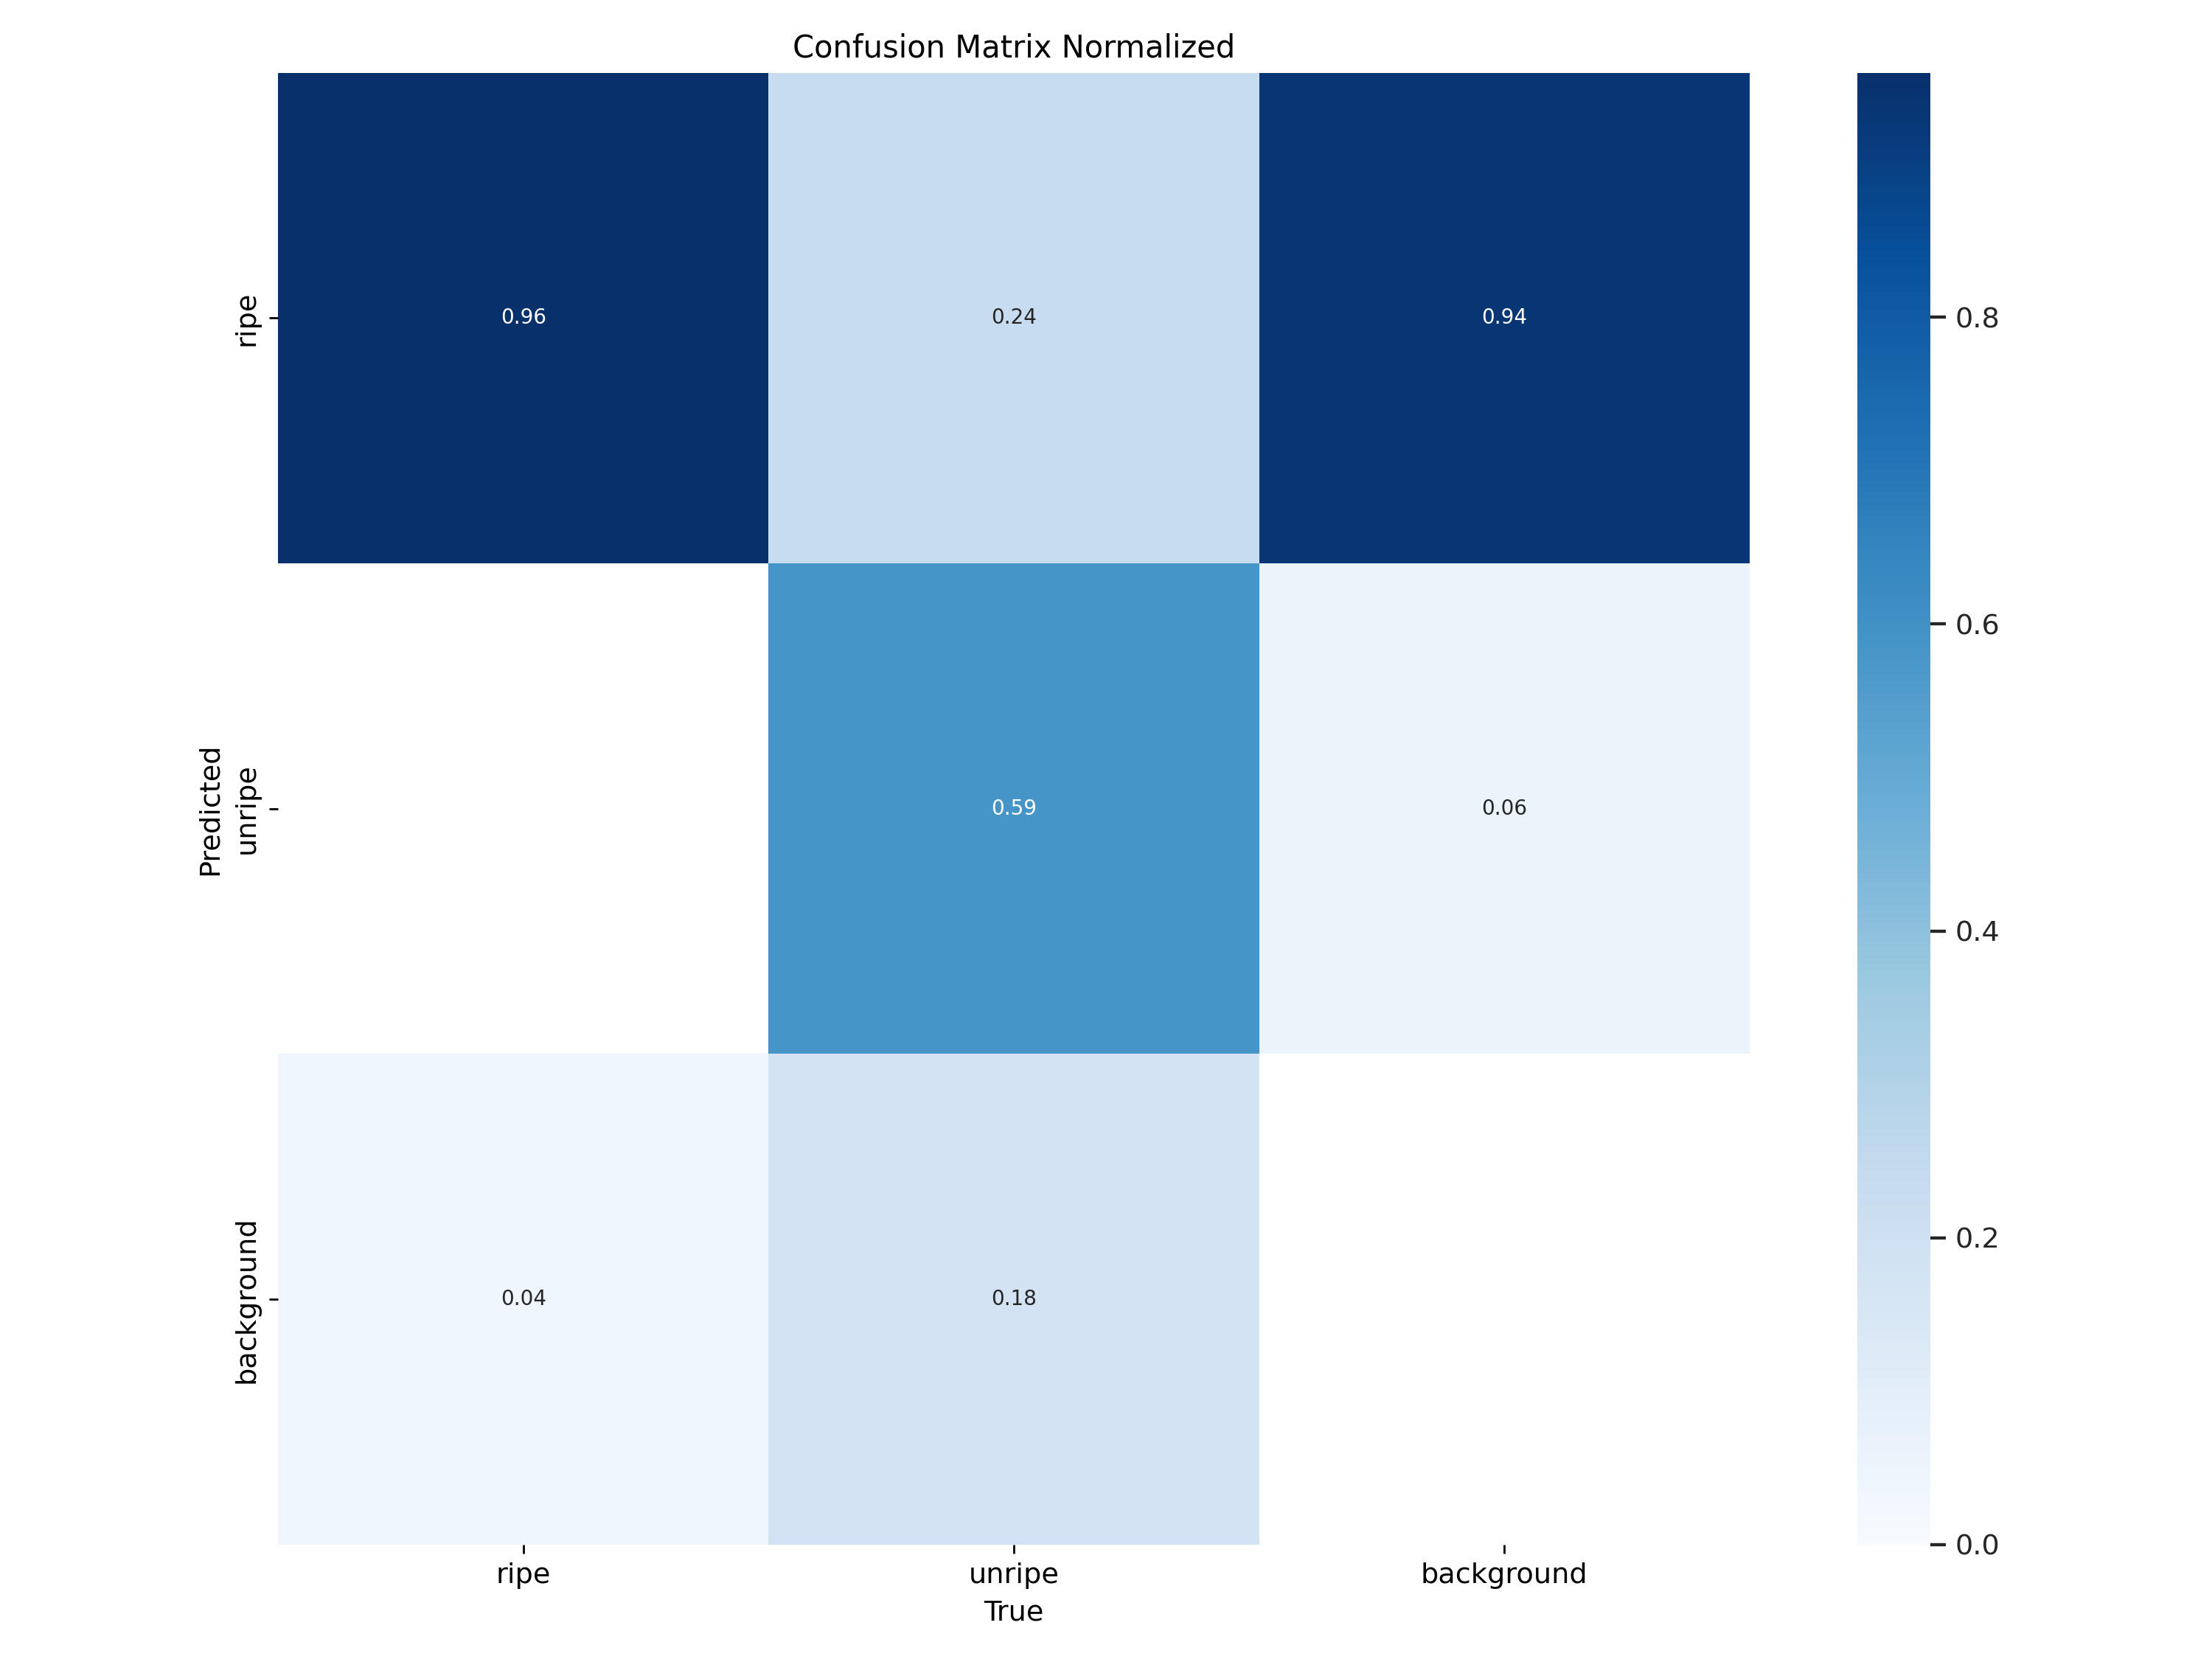 Confusion Matrix Normalized
ripe
0.96
0.24
0.94
0.8
0.6
Predicted
unripe
0.59
0.06
0.4
0.2
background
0.04
0.18
0.0
ripe
unripe
background
True